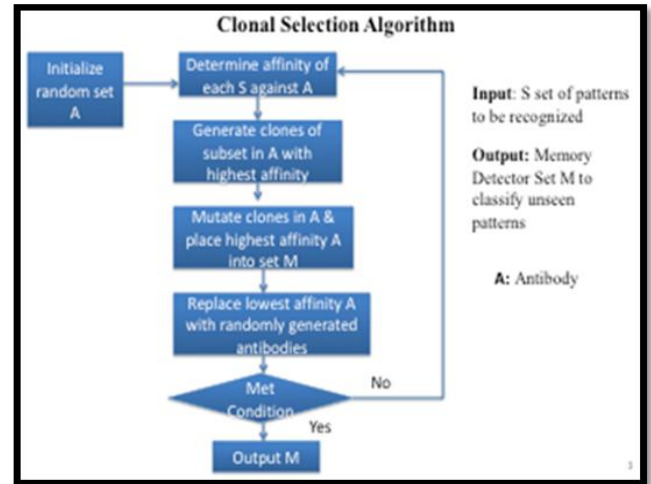 Clonal Selection Algorithm
Initialize
random set
A
Determine affinity of
each S against A
Generate clones of
subset in A with
highest affinity
Mutate clones in A &
place highest affinity A
into set M
Replace lowest affinity A
with randomly generated
antibodies
Met
Condition
No
Yes
Output M
Input: S set of patterns
to be recognized
Output: Memory
Detector Set M to
classify unseen
patterns
A: Antibody
3